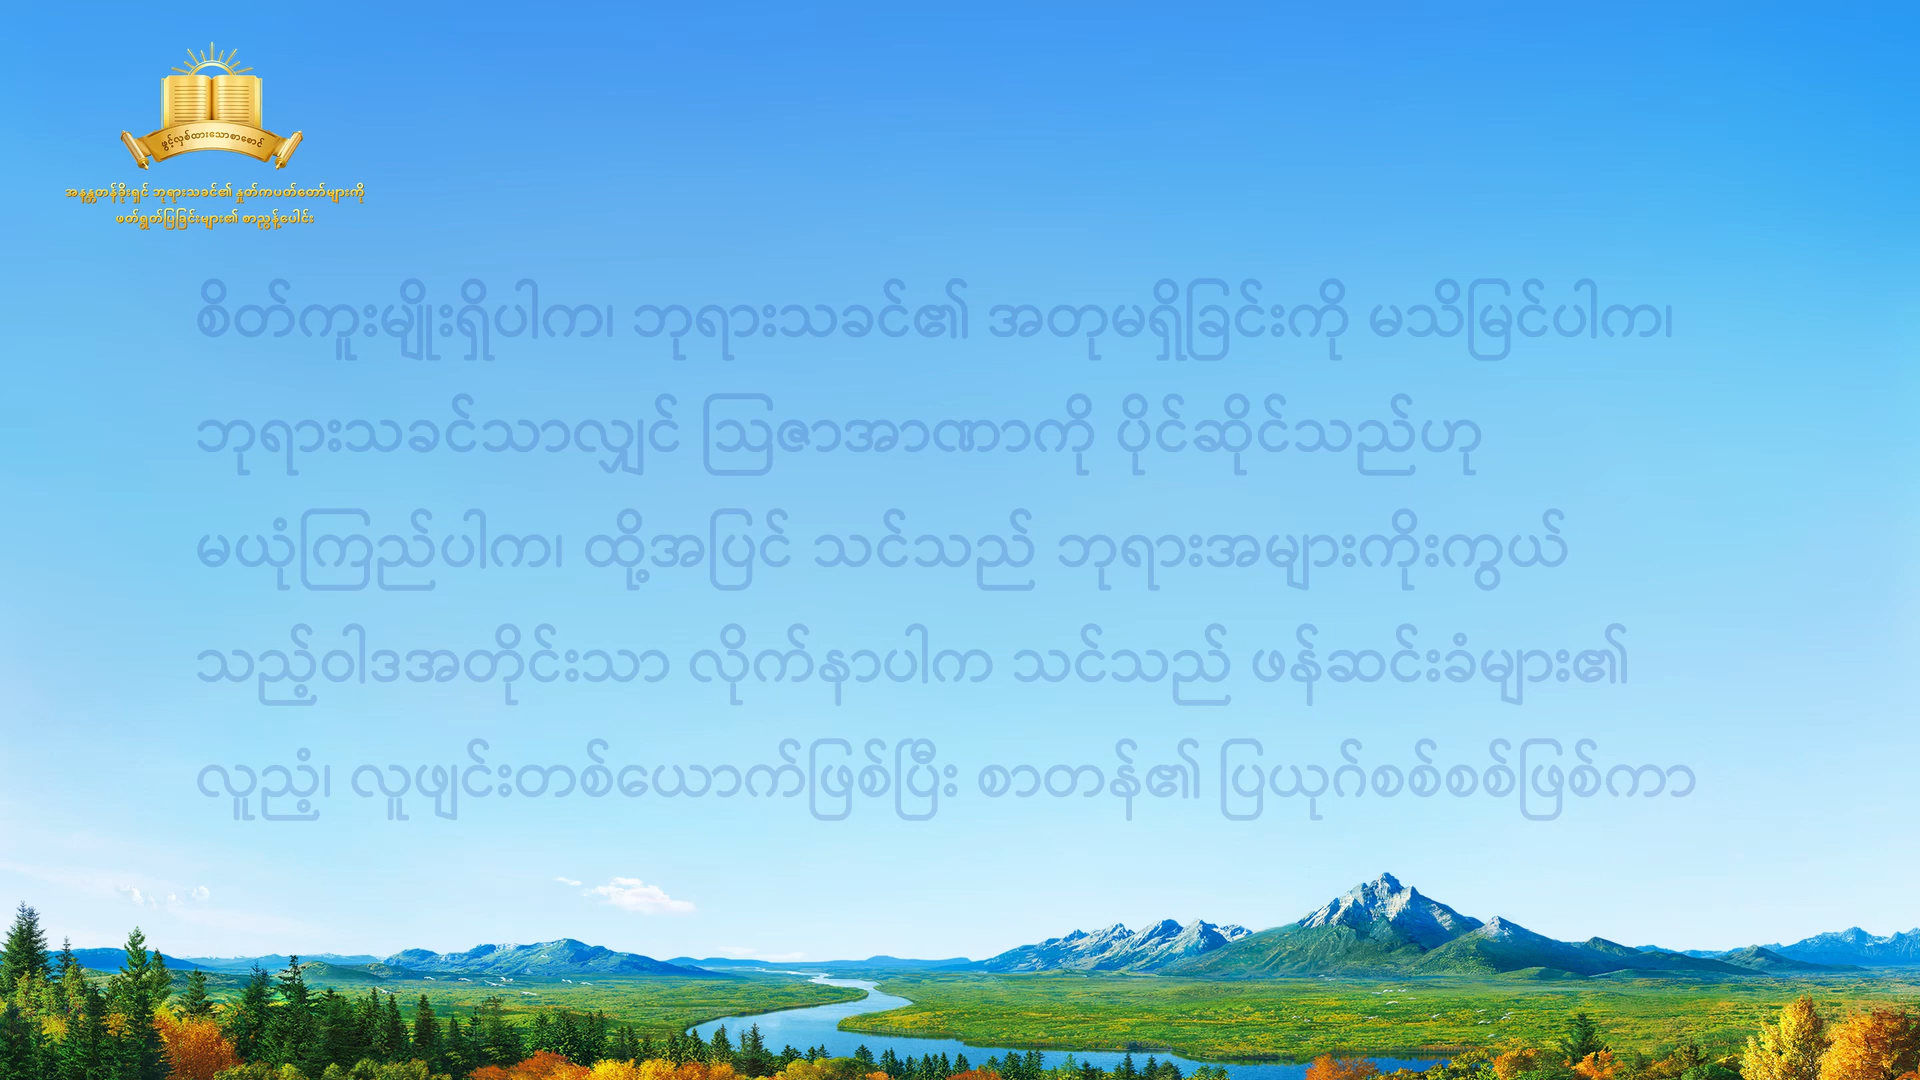 ဖွင့်လှစ်ထားသောစာစောင်
အနန္တတန်ခိုးရှင် ဘုရားသခင်၏ နှုတ်ကပတ်တော်များကို
ဖတ်ရွတ်ပြခြင်းများ၏ စာညွှန့်ပေါင်း
စိတ်ကူးမျိုးရှိပါက၊ ဘုရားသခင်၏ အတုမရှိခြင်းကို မသိမြင်ပါက၊
ဘုရားသခင်သာလျှင် ဩဇာအာဏာကို ပိုင်ဆိုင်သည်ဟု
မယုံကြည်ပါက၊ ထို့အပြင် သင်သည် ဘုရားအများကိုးကွယ်
သည့်ဝါဒအတိုင်းသာ လိုက်နာပါက သင်သည် ဖန်ဆင်းခံများ၏
လူညံ့၊ လူဖျင်းတစ်ယောက်ဖြစ်ပြီး စာတန်၏ ပြယုဂ်စစ်စစ်ဖြစ်ကာ